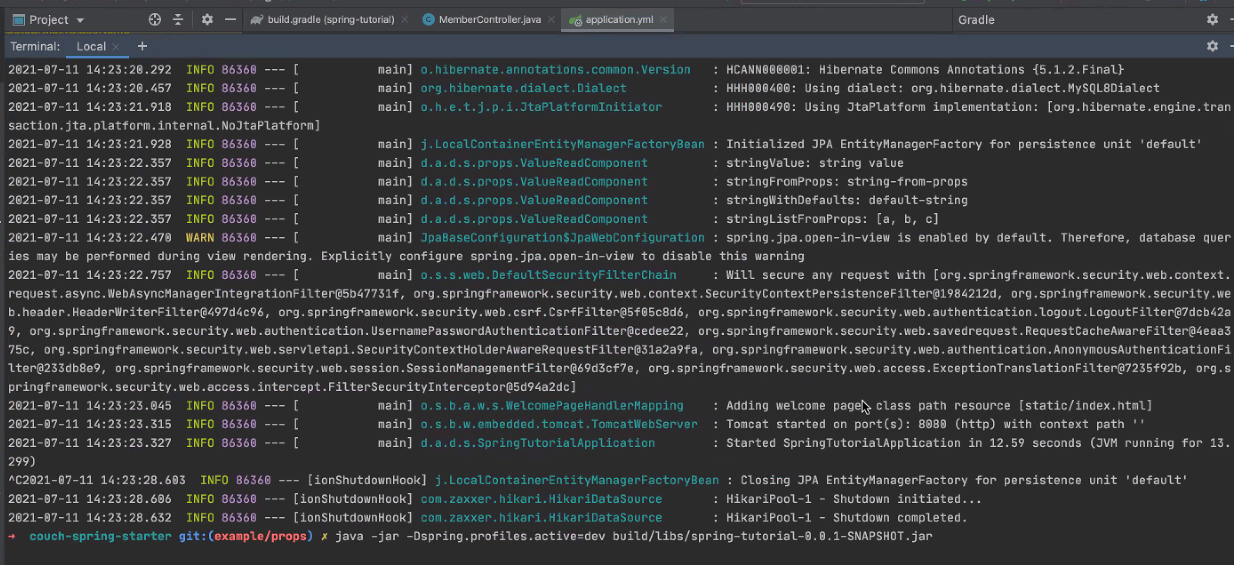 Project
build.gradle (spring-tutorial)
MemberController.java
application.yml
Gradle
Terminal: Local
2021-07-11 14:23:20.292  INFO 86360 --- [           main] o.hibernate.annotations.common.Version   : HCANN000001: Hibernate Commons Annotations {5.1.2.Final}
2021-07-11 14:23:20.457  INFO 86360 --- [           main] org.hibernate.dialect.Dialect            : HHH000400: Using dialect: org.hibernate.dialect.MySQL8Dialect
2021-07-11 14:23:21.918  INFO 86360 --- [           main] o.h.e.t.j.p.i.JtaPlatformInitiator       : HHH000490: Using JtaPlatform implementation: [org.hibernate.engine.tran
saction.jta.platform.internal.NoJtaPlatform]
2021-07-11 14:23:21.928  INFO 86360 --- [           main] j.LocalContainerEntityManagerFactoryBean : Initialized JPA EntityManagerFactory for persistence unit 'default'
2021-07-11 14:23:22.357  INFO 86360 --- [           main] d.a.d.s.props.ValueReadComponent         : stringValue: string value
2021-07-11 14:23:22.357  INFO 86360 --- [           main] d.a.d.s.props.ValueReadComponent         : stringFromProps: string-from-props
2021-07-11 14:23:22.357  INFO 86360 --- [           main] d.a.d.s.props.ValueReadComponent         : stringWithDefaults: default-string
2021-07-11 14:23:22.357  INFO 86360 --- [           main] d.a.d.s.props.ValueReadComponent         : stringListFromProps: [a, b, c]
2021-07-11 14:23:22.470  WARN 86360 --- [           main] JpaBaseConfiguration$JpaWebConfiguration : spring.jpa.open-in-view is enabled by default. Therefore, database quer
ies may be performed during view rendering. Explicitly configure spring.jpa.open-in-view to disable this warning
2021-07-11 14:23:22.757  INFO 86360 --- [           main] o.s.s.web.DefaultSecurityFilterChain     : Will secure any request with [org.springframework.security.web.context.
request.async.WebAsyncManagerIntegrationFilter@5b47731f, org.springframework.security.web.context.SecurityContextPersistenceFilter@1984212d, org.springframework.security.we
b.header.HeaderWriterFilter@497d4c96, org.springframework.security.web.csrf.CsrfFilter@5f05c8d6, org.springframework.security.web.authentication.logout.LogoutFilter@7dcb42a
9, org.springframework.security.web.authentication.UsernamePasswordAuthenticationFilter@cedee22, org.springframework.security.web.savedrequest.RequestCacheAwareFilter@4eaa3
75c, org.springframework.security.web.servletapi.SecurityContextHolderAwareRequestFilter@31a2a9fa, org.springframework.security.web.authentication.AnonymousAuthenticationFi
lter@233db8e9, org.springframework.security.web.session.SessionManagementFilter@69d3cf7e, org.springframework.security.web.access.ExceptionTranslationFilter@7235f92b, org.s
pringframework.security.web.access.intercept.FilterSecurityInterceptor@5d94a2dc]
2021-07-11 14:23:23.045  INFO 86360 --- [           main] o.s.b.a.w.s.WelcomePageHandlerMapping    : Adding welcome page: class path resource [static/index.html]
2021-07-11 14:23:23.315  INFO 86360 --- [           main] o.s.b.w.embedded.tomcat.TomcatWebServer  : Tomcat started on port(s): 8080 (http) with context path ''
2021-07-11 14:23:23.327  INFO 86360 --- [           main] d.a.d.s.SpringTutorialApplication        : Started SpringTutorialApplication in 12.59 seconds (JVM running for 13.
299)
^C2021-07-11 14:23:28.603  INFO 86360 --- [ionShutdownHook] j.LocalContainerEntityManagerFactoryBean : Closing JPA EntityManagerFactory for persistence unit 'default'
2021-07-11 14:23:28.606  INFO 86360 --- [ionShutdownHook] com.zaxxer.hikari.HikariDataSource       : HikariPool-1 - Shutdown initiated...
2021-07-11 14:23:28.632  INFO 86360 --- [ionShutdownHook] com.zaxxer.hikari.HikariDataSource       : HikariPool-1 - Shutdown completed.
➜  couch-spring-starter git:(example/props) ✗ java -jar -Dspring.profiles.active=dev build/libs/spring-tutorial-0.0.1-SNAPSHOT.jar